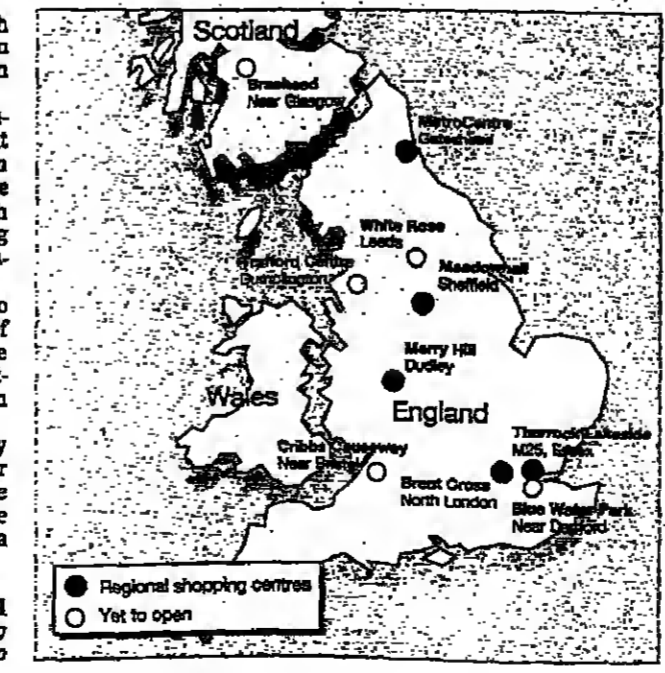 Scotland
Braehead
Near Glasgow
MetroCentre
Gateshead
White Rose
Leeds
Meadowhall
Sheffield
Trafford Centre
Merry Hill
Dudley
Wales
England
Cribbs Causeway
Near Bristol
Thurrock Lakeside
M25, Essex
Brent Cross
North London
Blue Water Park
Near Dartford
Regional shopping centres
Yet to open